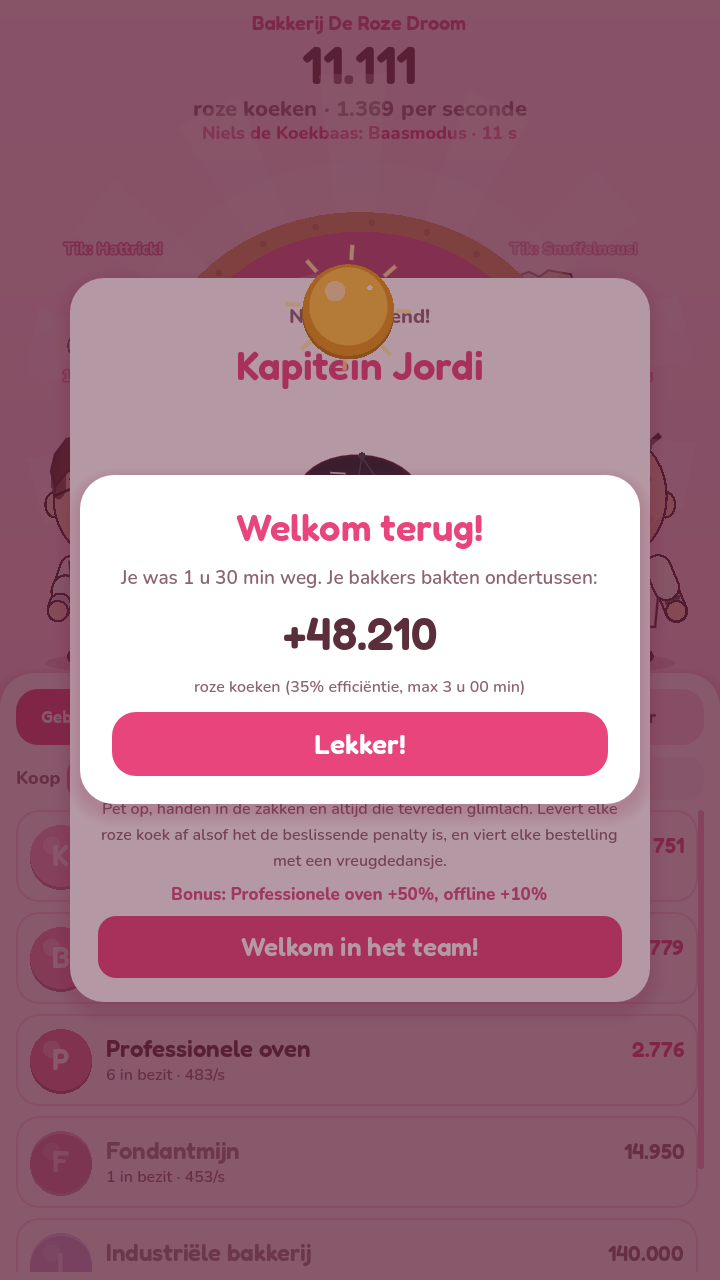 Bakkerij De Roze Droom
11.111
roze koeken · 1.369 per seconde
Niels de Koekbaas: Baasmodus · 11 s
Tik: Hattrick!
Tik: Snuffelneus!
end!
Kapitein Jordi
Welkom terug!
Je was 1 u 30 min weg. Je bakkers bakten ondertussen:
+48.210
roze koeken (35% efficiëntie, max 3 u 00 min)
Lekker!
Koop
Pet op, handen in de zakken en altijd die tevreden glimlach. Levert elke
roze koek af alsof het de beslissende penalty is, en viert elke bestelling
met een vreugdedansje.
Bonus: Professionele oven +50%, offline +10%
Welkom in het team!
K
751
B
779
P
Professionele oven
2.776
6 in bezit · 483/s
F
Fondantmijn
14.950
1 in bezit · 453/s
I
Industriële bakkerij
140.000